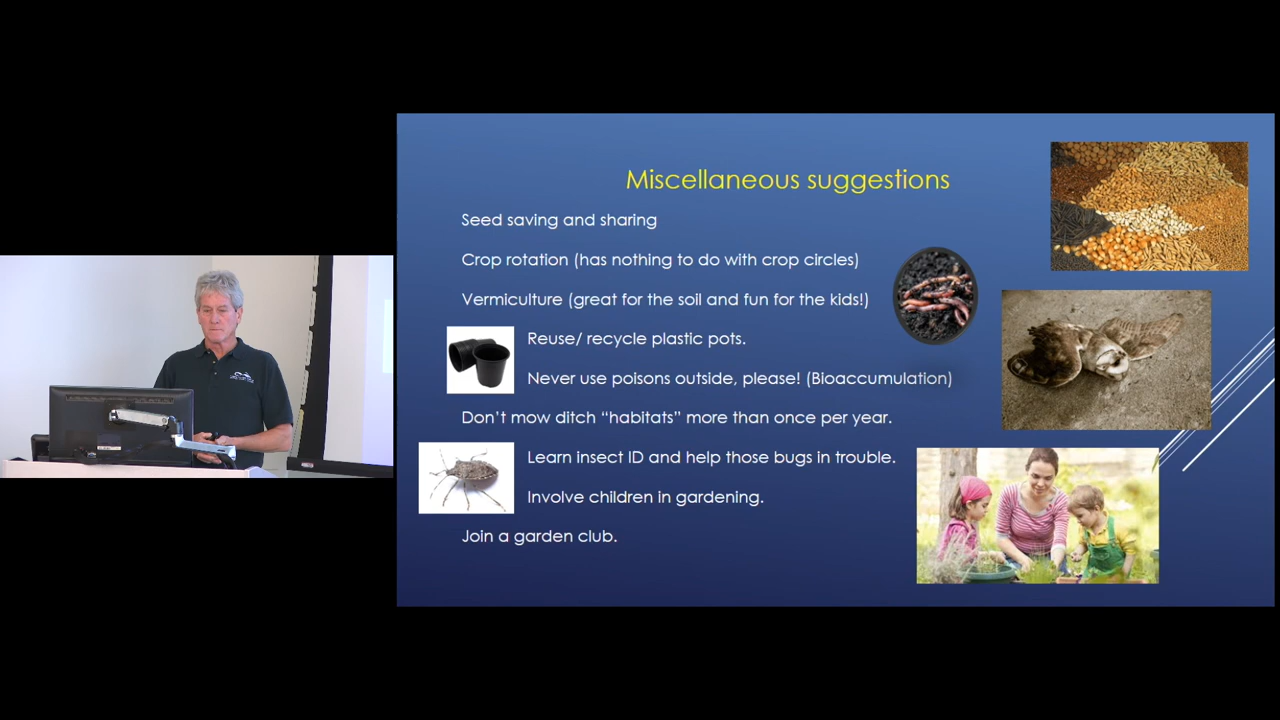 Miscellaneous suggestions
Seed saving and sharing
Crop rotation (has nothing to do with crop circles)
Vermiculture (great for the soil and fun for the kids!)
Reuse/ recycle plastic pots.
Never use poisons outside, please! (Bioaccumulation)
Don’t mow ditch “habitats” more than once per year.
Learn insect ID and help those bugs in trouble.
Involve children in gardening.
Join a garden club.